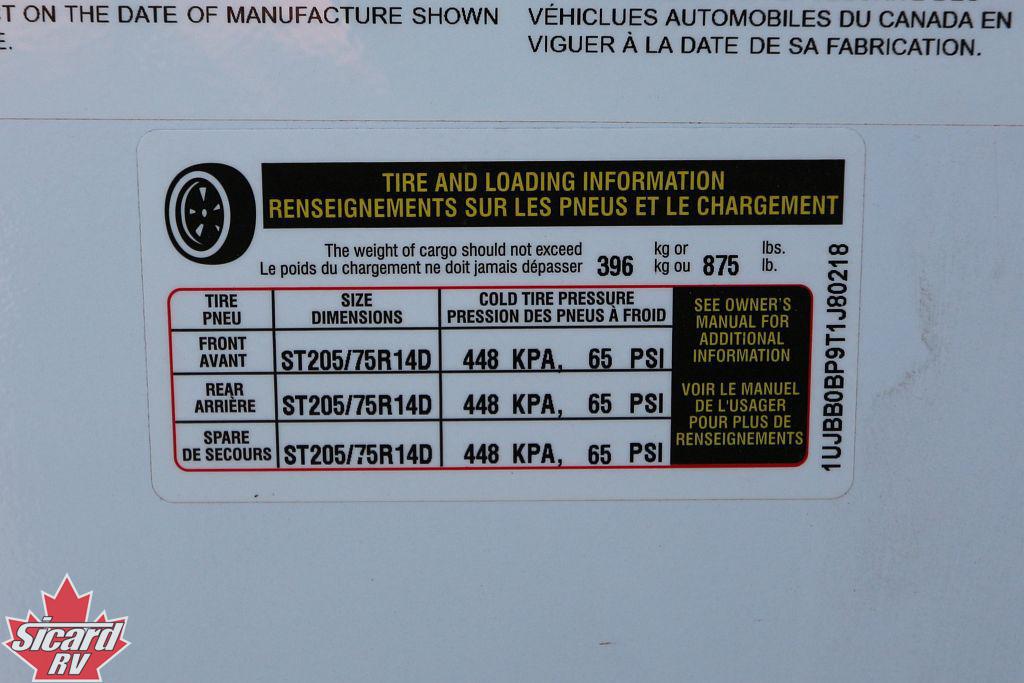 ST ON THE DATE OF MANUFACTURE SHOWN
E.
VÉHICLUES AUTOMOBILES DU CANADA EN
VIGUER À LA DATE DE SA FABRICATION.
TIRE AND LOADING INFORMATION
RENSEIGNEMENTS SUR LES PNEUS ET LE CHARGEMENT
The weight of cargo should not exceed
Le poids du chargement ne doit jamais dépasser
396
kg or
kg ou
875
lbs.
lb.
TIRE
PNEU
SIZE
DIMENSIONS
COLD TIRE PRESSURE
PRESSION DES PNEUS À FROID
FRONT
AVANT
ST205/75R14D
448 KPA, 65 PSI
REAR
ARRIÈRE
ST205/75R14D
448 KPA, 65 PSI
SPARE
DE SECOURS
ST205/75R14D
448 KPA, 65 PSI
SEE OWNER'S
MANUAL FOR
ADDITIONAL
INFORMATION
VOIR LE MANUEL
DE L'USAGER
POUR PLUS DE
RENSEIGNEMENTS
1UJBB0BP9T1J80218
Sicard
RV